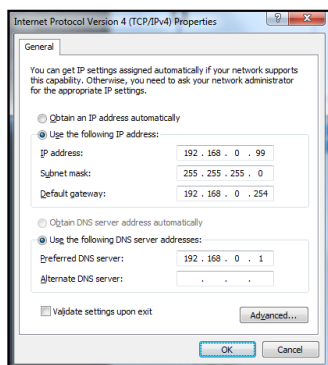 Internet Protocol Version 4 (TCP/IPv4) Properties
General
You can get IP settings assigned automatically if your network supports
this capability. Otherwise, you need to ask your network administrator
for the appropriate IP settings.
Obtain an IP address automatically
Use the following IP address:
IP address: 192 . 168 . 0 . 99
Subnet mask: 255 . 255 . 255 . 0
Default gateway: 192 . 168 . 0 . 254
Obtain DNS server address automatically
Use the following DNS server addresses:
Preferred DNS server: 192 . 168 . 0 . 1
Alternate DNS server: . . .
Validate settings upon exit
Advanced...
OK Cancel